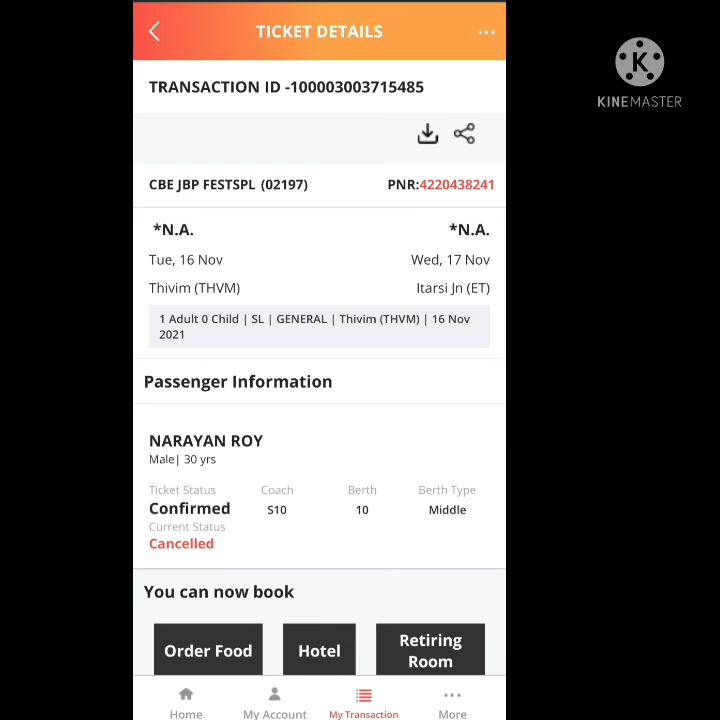 TICKET DETAILS
K
KINEMASTER
TRANSACTION ID -100003003715485
CBE JBP FESTSPL (02197) PNR:4220438241
*N.A. *N.A.
Tue, 16 Nov Wed, 17 Nov
Thivim (THVM) Itarsi Jn (ET)
1 Adult 0 Child | SL | GENERAL | Thivim (THVM) | 16 Nov
2021
Passenger Information
NARAYAN ROY
Male| 30 yrs
Ticket Status Coach Berth Berth Type
Confirmed S10 10 Middle
Current Status
Cancelled
You can now book
Order Food Hotel Retiring
Room
Home My Account My Transaction More